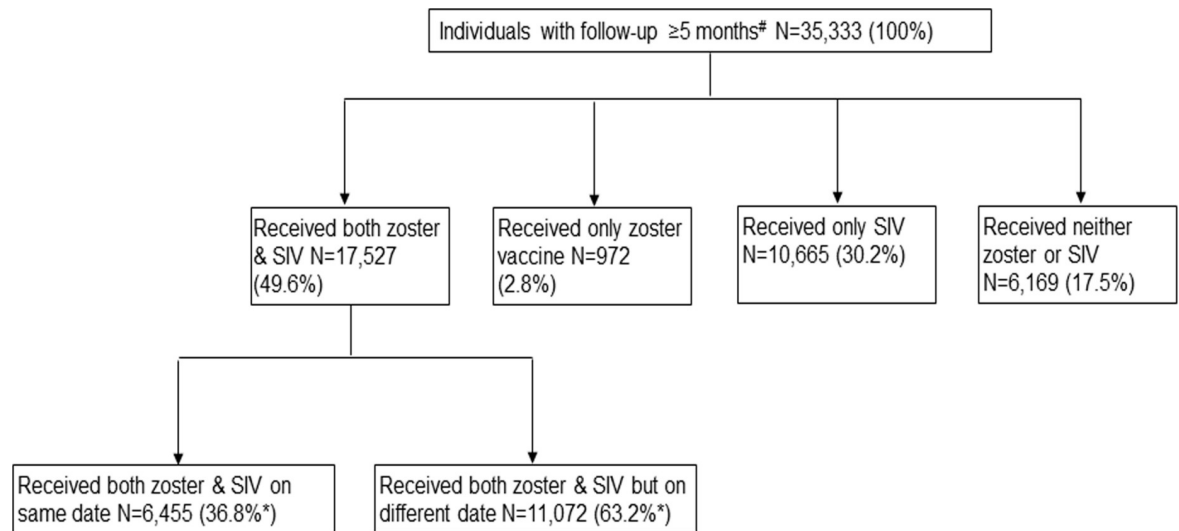 Individuals with follow-up ≥5 months# N=35,333 (100%)
Received both zoster
& SIV N=17,527
(49.6%)
Received only zoster
vaccine N=972
(2.8%)
Received only SIV
N=10,665 (30.2%)
Received neither
zoster or SIV
N=6,169 (17.5%)
Received both zoster & SIV on
same date N=6,455 (36.8%*)
Received both zoster & SIV but on
different date N=11,072 (63.2%*)